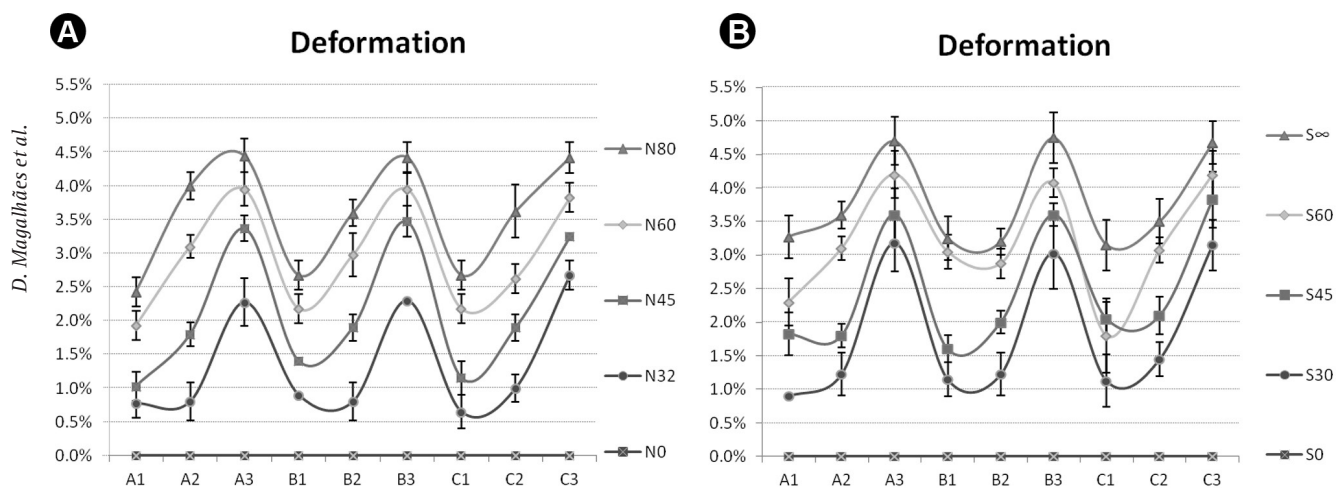 D. Magalhães et al.
A
Deformation
5.5%
5.0%
4.5%
4.0%
3.5%
3.0%
2.5%
2.0%
1.5%
1.0%
0.5%
0.0%
A1 A2 A3 B1 B2 B3 C1 C2 C3
N80
N60
N45
N32
N0
B
Deformation
5.5%
5.0%
4.5%
4.0%
3.5%
3.0%
2.5%
2.0%
1.5%
1.0%
0.5%
0.0%
A1 A2 A3 B1 B2 B3 C1 C2 C3
S∞
S60
S45
S30
S0